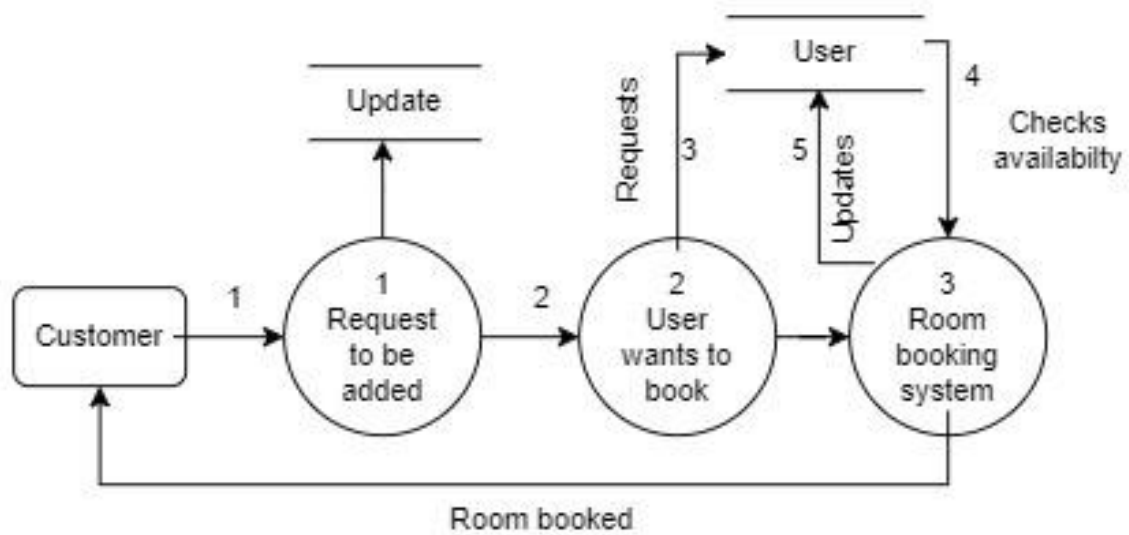 User
Update
Requests
3
5
Updates
4
Checks
availabilty
Customer
1
1
Request
to be
added
2
2
User
wants to
book
3
Room
booking
system
Room booked